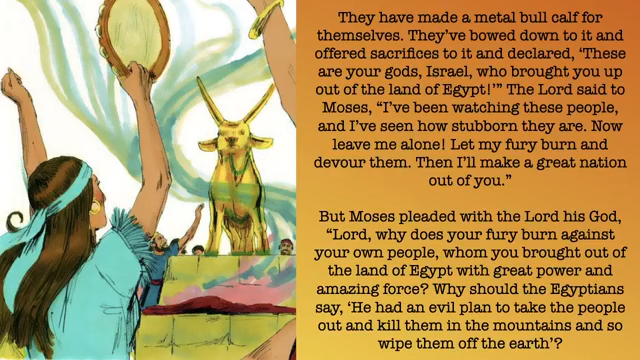 They have made a metal bull calf for
themselves. They’ve bowed down to it and
offered sacrifices to it and declared, ‘These
are your gods, Israel, who brought you up
out of the land of Egypt!’” The Lord said to
Moses, “I’ve been watching these people,
and I’ve seen how stubborn they are. Now
leave me alone! Let my fury burn and
devour them. Then I’ll make a great nation
out of you.”
But Moses pleaded with the Lord his God,
“Lord, why does your fury burn against
your own people, whom you brought out of
the land of Egypt with great power and
amazing force? Why should the Egyptians
say, ‘He had an evil plan to take the people
out and kill them in the mountains and so
wipe them off the earth’?